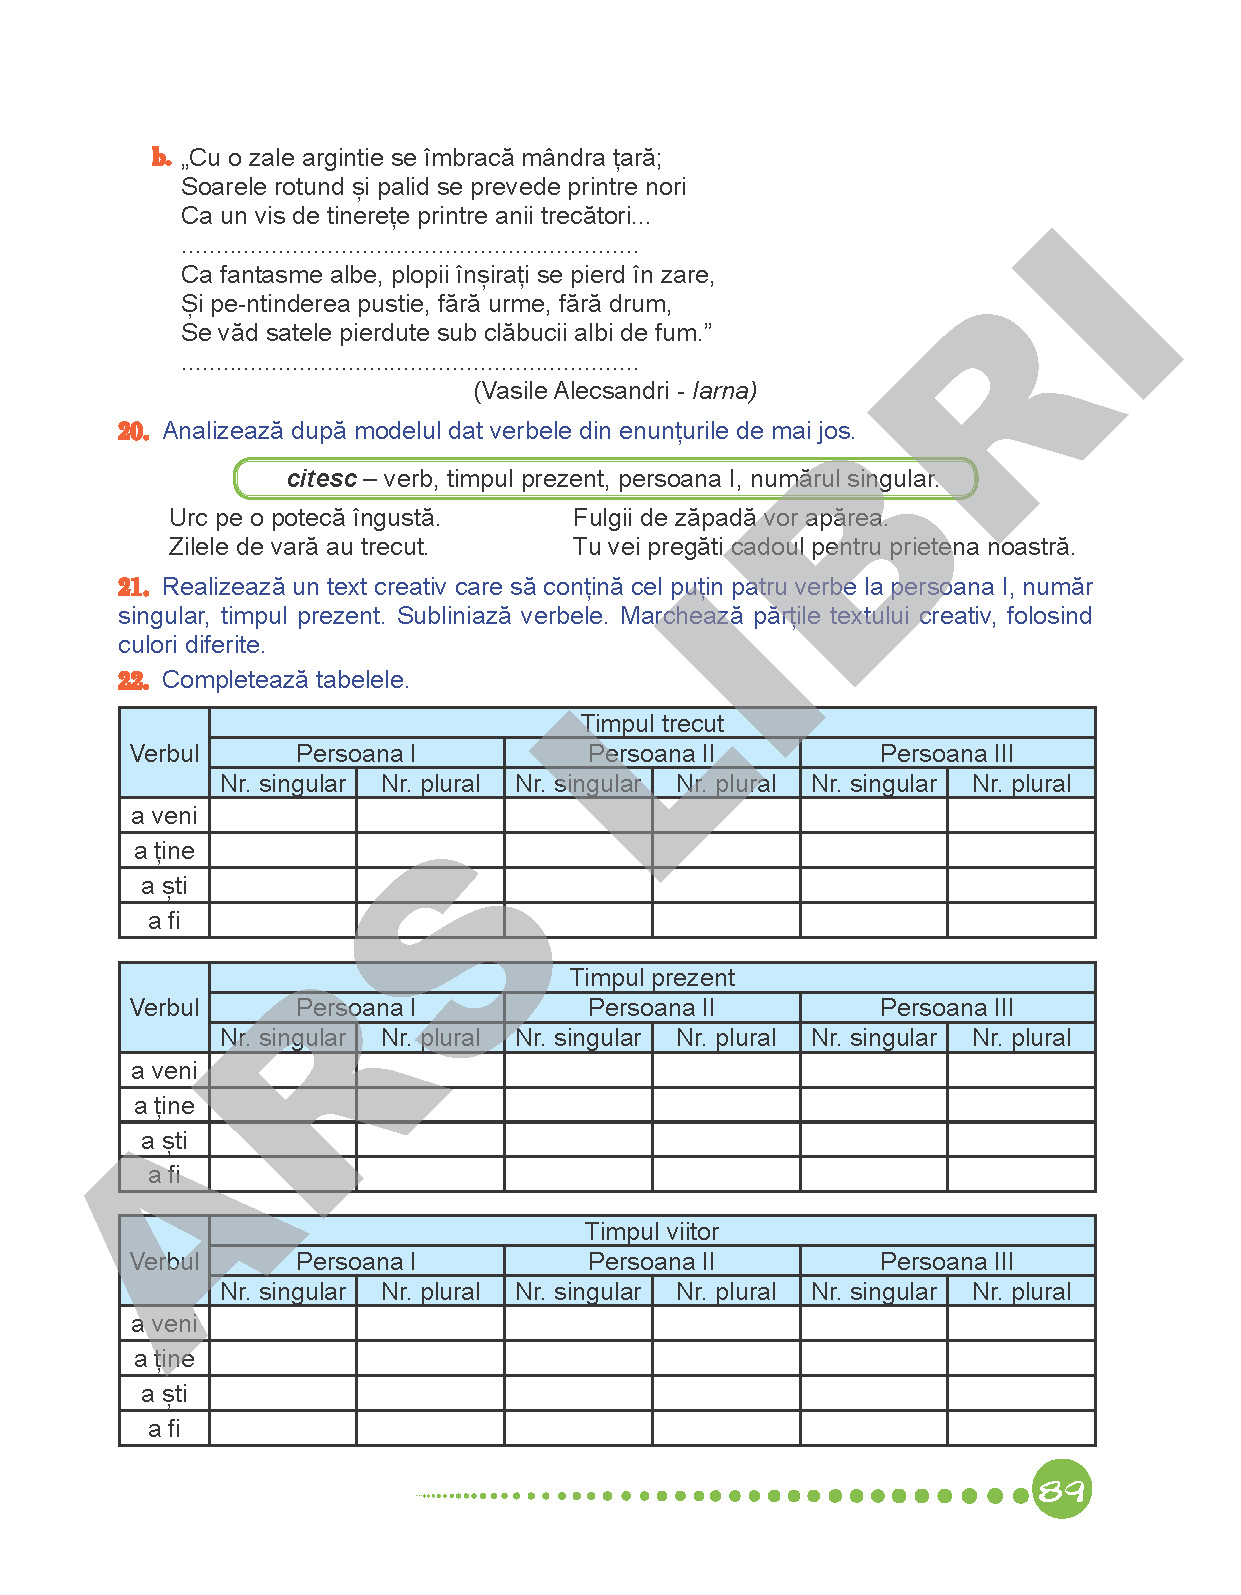 b. „Cu o zale argintie se îmbracă mândra țară;
Soarele rotund și palid se prevede printre nori
Ca un vis de tinerețe printre anii trecători...
..................................................................
Ca fantasme albe, plopii înșirați se pierd în zare,
Și pe-ntinderea pustie, fără urme, fără drum,
Se văd satele pierdute sub clăbucii albi de fum.”
..................................................................
(Vasile Alecsandri - Iarna)
20. Analizează după modelul dat verbele din enunțurile de mai jos.
citesc – verb, timpul prezent, persoana I, numărul singular.
Urc pe o potecă îngustă. Fulgii de zăpadă vor apărea.
Zilele de vară au trecut. Tu vei pregăti cadoul pentru prietena noastră.
21. Realizează un text creativ care să conțină cel puțin patru verbe la persoana I, număr
singular, timpul prezent. Subliniază verbele. Marchează părțile textului creativ, folosind
culori diferite.
22. Completează tabelele.
Timpul trecut
Verbul Persoana I Persoana II Persoana III
Nr. singular Nr. plural Nr. singular Nr. plural Nr. singular Nr. plural
a veni
a ține
a ști
a fi
Timpul prezent
Verbul Persoana I Persoana II Persoana III
Nr. singular Nr. plural Nr. singular Nr. plural Nr. singular Nr. plural
a veni
a ține
a ști
a fi
Timpul viitor
Verbul Persoana I Persoana II Persoana III
Nr. singular Nr. plural Nr. singular Nr. plural Nr. singular Nr. plural
a veni
a ține
a ști
a fi
89
ARS LIBRI